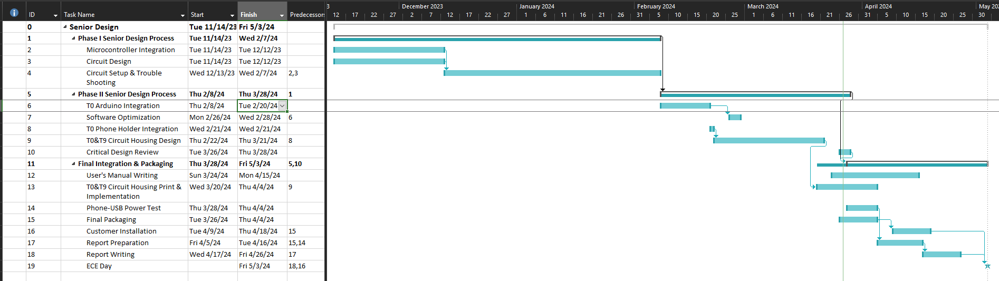 3 December 2023 January 2024 February 2024 March 2024 April 2024 May 20
ID Task Name Start Finish Predecessors 12 17 22 27 2 7 12 17 22 27 1 6 11 16 21 26 31 5 10 15 20 25 1 6 11 16 21 26 31 5 10 15 20 25 30
0 Senior Design Tue 11/14/23 Fri 5/3/24
1 Phase I Senior Design Process Tue 11/14/23 Wed 2/7/24
2 Microcontroller Integration Tue 11/14/23 Tue 12/12/23
3 Circuit Design Tue 11/14/23 Tue 12/12/23
4 Circuit Setup & Trouble Wed 12/13/23 Wed 2/7/24 2,3
Shooting
5 Phase II Senior Design Process Thu 2/8/24 Thu 3/28/24 1
6 T0 Arduino Integration Thu 2/8/24 Tue 2/20/24
7 Software Optimization Mon 2/26/24 Wed 2/28/24 6
8 T0 Phone Holder Integration Wed 2/21/24 Wed 2/21/24
9 T0&T9 Circuit Housing Design Thu 2/22/24 Thu 3/21/24 8
10 Critical Design Review Tue 3/26/24 Thu 3/28/24
11 Final Integration & Packaging Thu 3/28/24 Fri 5/3/24 5,10
12 User's Manual Writing Sun 3/24/24 Mon 4/15/24
13 T0&T9 Circuit Housing Print & Wed 3/20/24 Thu 4/4/24 9
Implementation
14 Phone-USB Power Test Thu 3/28/24 Thu 4/4/24
15 Final Packaging Tue 3/26/24 Thu 4/4/24
16 Customer Installation Tue 4/9/24 Thu 4/18/24 15
17 Report Preparation Fri 4/5/24 Tue 4/16/24 15,14
18 Report Writing Wed 4/17/24 Fri 4/26/24 17
19 ECE Day Fri 5/3/24 18,16